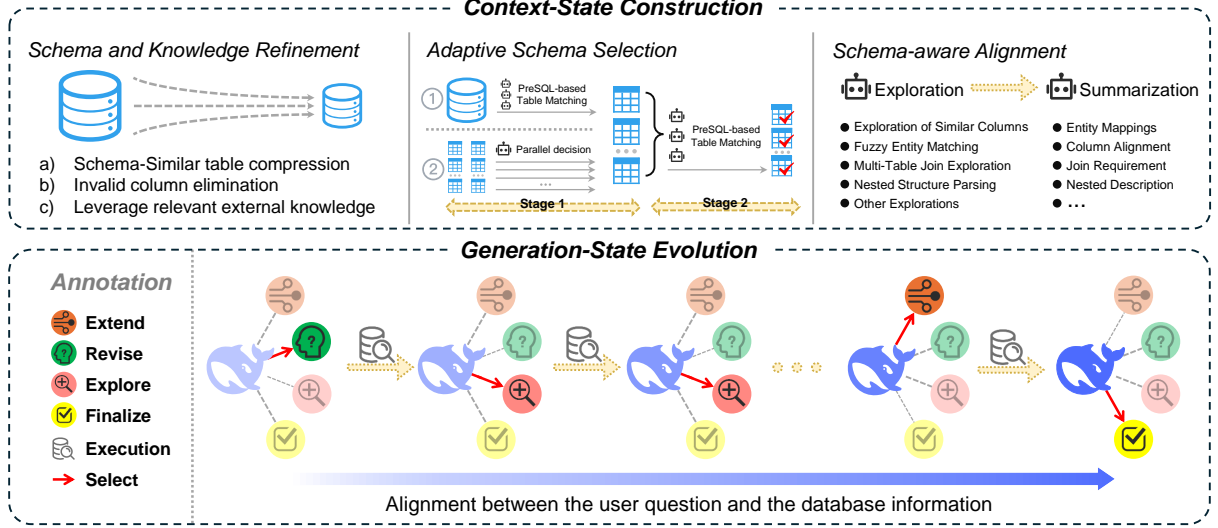 Context-State Construction
Schema and Knowledge Refinement
a) Schema-Similar table compression
b) Invalid column elimination
c) Leverage relevant external knowledge
Adaptive Schema Selection
1
PreSQL-based
Table Matching
2
Parallel decision
...
PreSQL-based
Table Matching
Stage 1
Stage 2
Schema-aware Alignment
Exploration
Summarization
● Exploration of Similar Columns
● Fuzzy Entity Matching
● Multi-Table Join Exploration
● Nested Structure Parsing
● Other Explorations
● Entity Mappings
● Column Alignment
● Join Requirement
● Nested Description
● ...
Generation-State Evolution
Annotation
Extend
Revise
Explore
Finalize
Execution
Select
Alignment between the user question and the database information